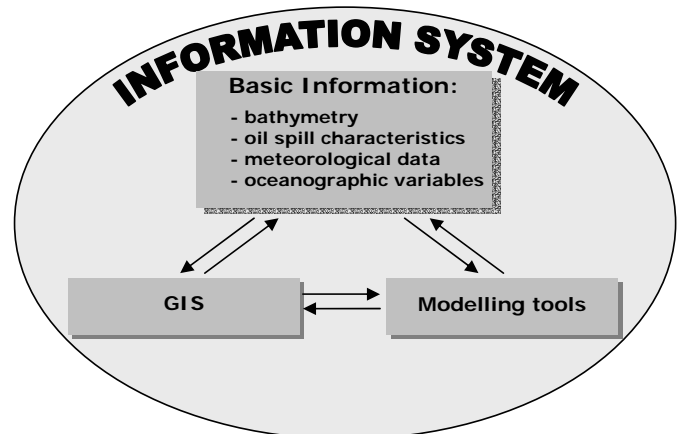 INFORMATION SYSTEM
Basic Information:
- bathymetry
- oil spill characteristics
- meteorological data
- oceanographic variables
GIS
Modelling tools